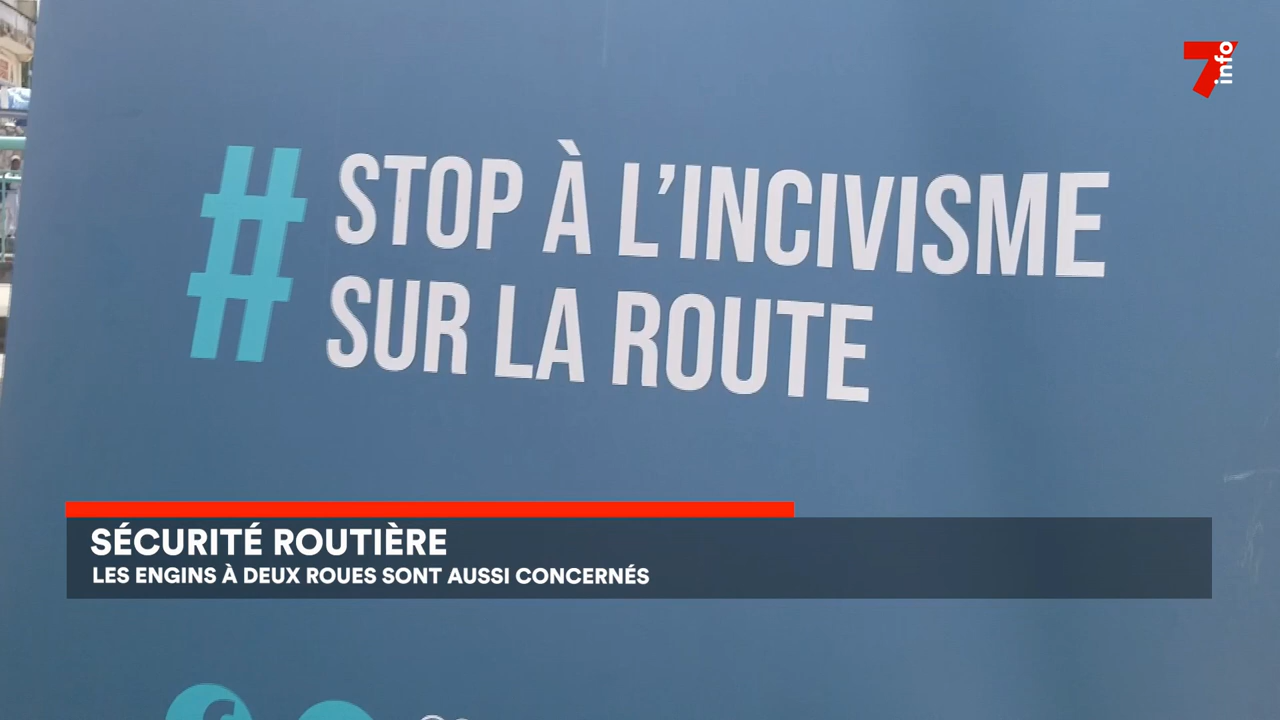 7 info
# STOP À L'INCIVISME
SUR LA ROUTE
SÉCURITÉ ROUTIÈRE
LES ENGINS À DEUX ROUES SONT AUSSI CONCERNÉS